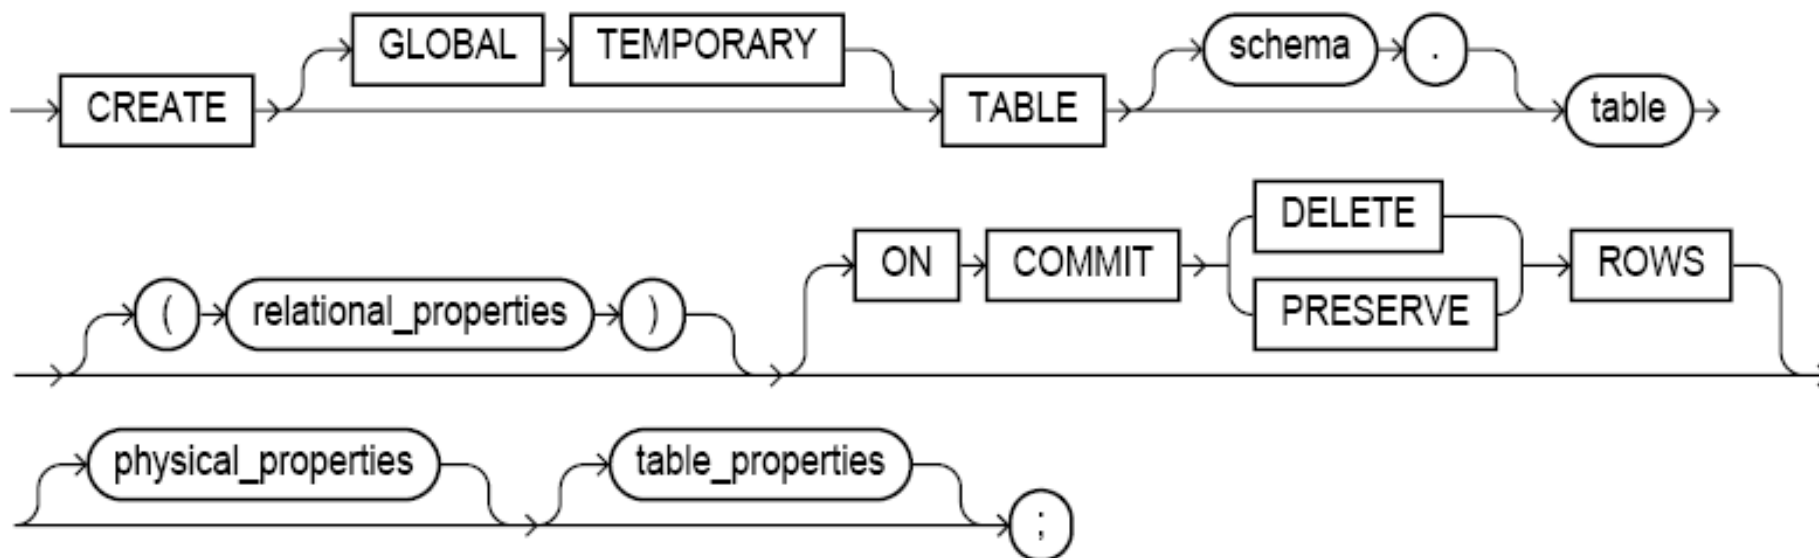 CREATE GLOBAL TEMPORARY TABLE schema . table
( relational_properties ) ON COMMIT DELETE PRESERVE ROWS
physical_properties table_properties ;